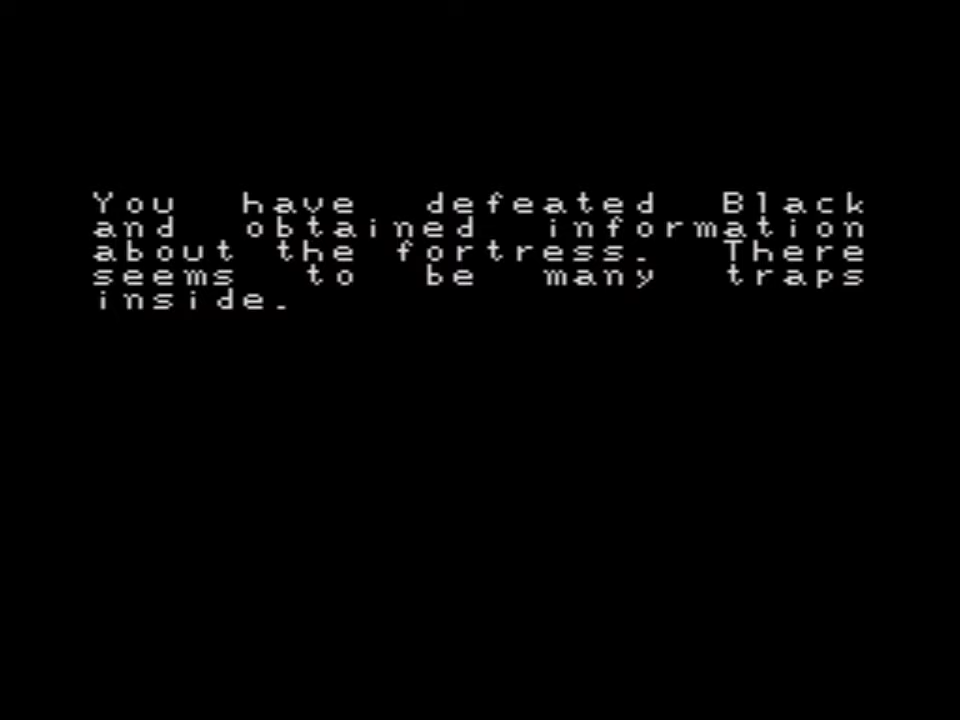 You have defeated Black
and obtained information
about the fortress. There
seems to be many traps
inside.